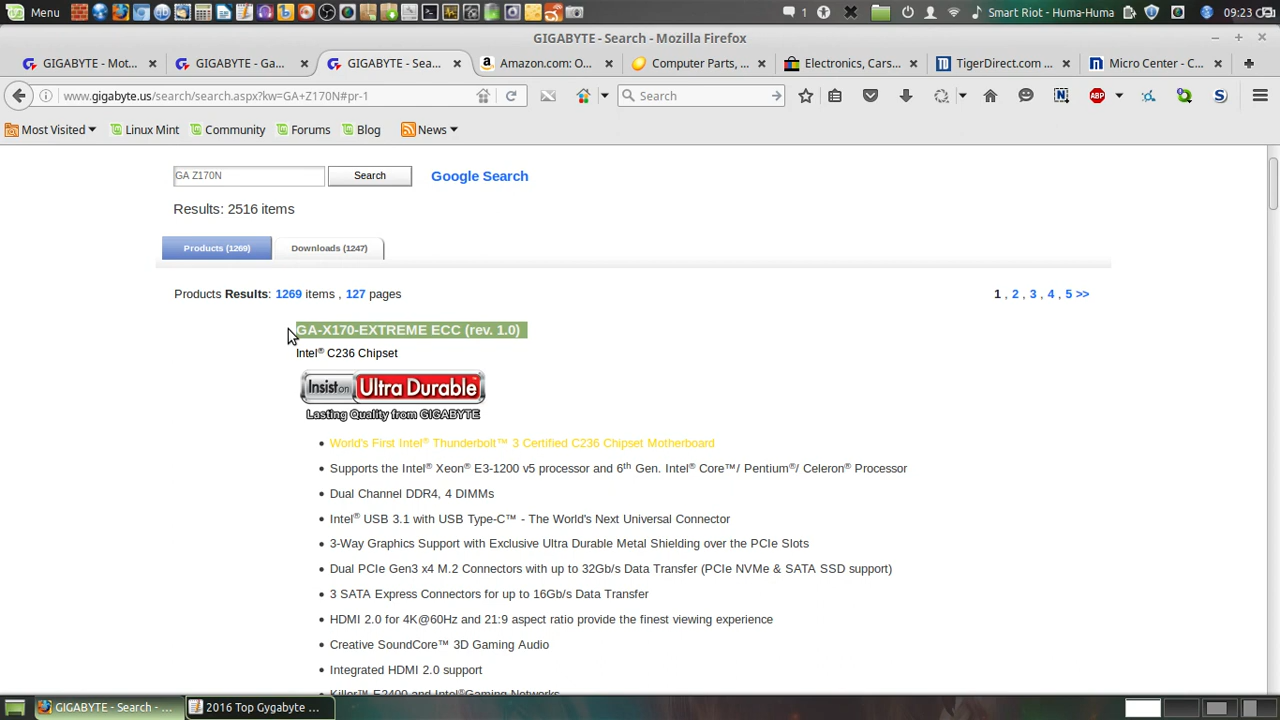 Menu
1
Smart Riot - Huma-Huma
09:23
GIGABYTE - Search - Mozilla Firefox
GIGABYTE - Mot...
GIGABYTE - Ga...
GIGABYTE - Sea...
Amazon.com: O...
Computer Parts, ...
Electronics, Cars...
TigerDirect.com ...
Micro Center - C...
www.gigabyte.us/search/search.aspx?kw=GA+Z170N#pr-1
Search
ABP
Most Visited
Linux Mint
Community
Forums
Blog
News
GA Z170N
Search
Google Search
Results: 2516 items
Products (1269)
Downloads (1247)
Products Results: 1269 items , 127 pages
1 , 2 , 3 , 4 , 5 >>
GA-X170-EXTREME ECC (rev. 1.0)
Intel® C236 Chipset
Insist on Ultra Durable
Lasting Quality from GIGABYTE
• World's First Intel® Thunderbolt™ 3 Certified C236 Chipset Motherboard
• Supports the Intel® Xeon® E3-1200 v5 processor and 6th Gen. Intel® Core™/ Pentium®/ Celeron® Processor
• Dual Channel DDR4, 4 DIMMs
• Intel® USB 3.1 with USB Type-C™ - The World's Next Universal Connector
• 3-Way Graphics Support with Exclusive Ultra Durable Metal Shielding over the PCIe Slots
• Dual PCIe Gen3 x4 M.2 Connectors with up to 32Gb/s Data Transfer (PCIe NVMe & SATA SSD support)
• 3 SATA Express Connectors for up to 16Gb/s Data Transfer
• HDMI 2.0 for 4K@60Hz and 21:9 aspect ratio provide the finest viewing experience
• Creative SoundCore™ 3D Gaming Audio
• Integrated HDMI 2.0 support
• Killer™ E2400 and Intel®Gaming Networks
GIGABYTE - Search - ...
2016 Top Gygabyte ...